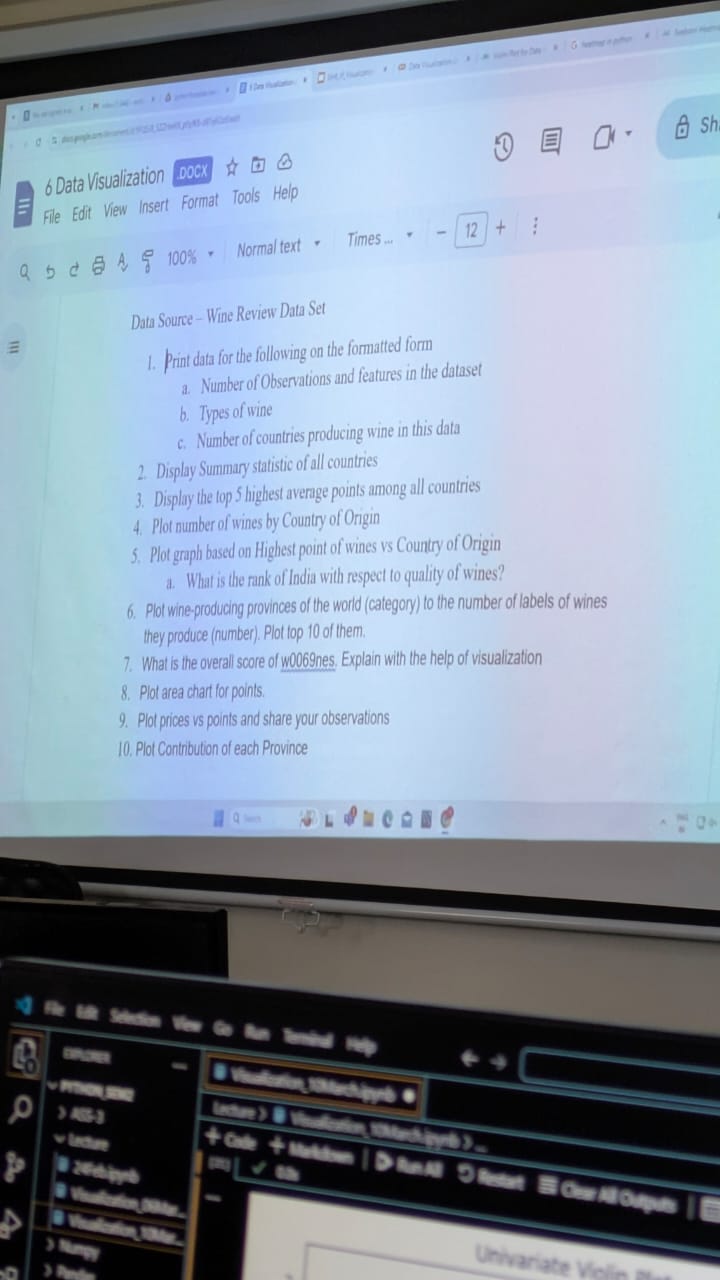 6 Data Visualization .DOCX
File Edit View Insert Format Tools Help
Sh
100% Normal text Times ... − 12 +
Data Source – Wine Review Data Set
1. Print data for the following on the formatted form
a. Number of Observations and features in the dataset
b. Types of wine
c. Number of countries producing wine in this data
2. Display Summary statistic of all countries
3. Display the top 5 highest average points among all countries
4. Plot number of wines by Country of Origin
5. Plot graph based on Highest point of wines vs Country of Origin
a. What is the rank of India with respect to quality of wines?
6. Plot wine-producing provinces of the world (category) to the number of labels of wines
they produce (number). Plot top 10 of them.
7. What is the overall score of w0069nes. Explain with the help of visualization
8. Plot area chart for points.
9. Plot prices vs points and share your observations
10. Plot Contribution of each Province
File Edit Selection View Go Run Terminal Help
EXPLORER
Visualization_10March.ipynb
PYTHON
ASS-3
Lecture > Visualization_10March.ipynb > ...
Lecture
+ Code + Markdown Run All Restart Clear All Outputs
Visualization
Visualization_10Mar...
Numpy
Univariate Violin